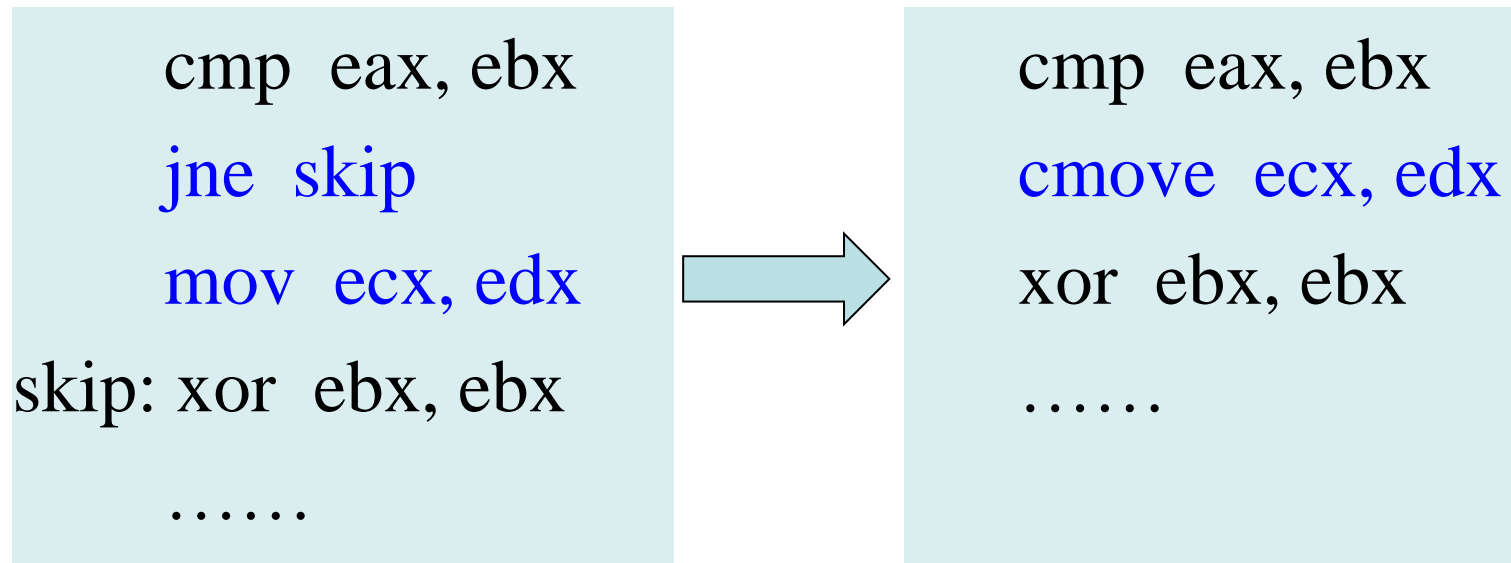 cmp eax, ebx
jne skip
mov ecx, edx
skip: xor ebx, ebx
……
cmp eax, ebx
cmove ecx, edx
xor ebx, ebx
……